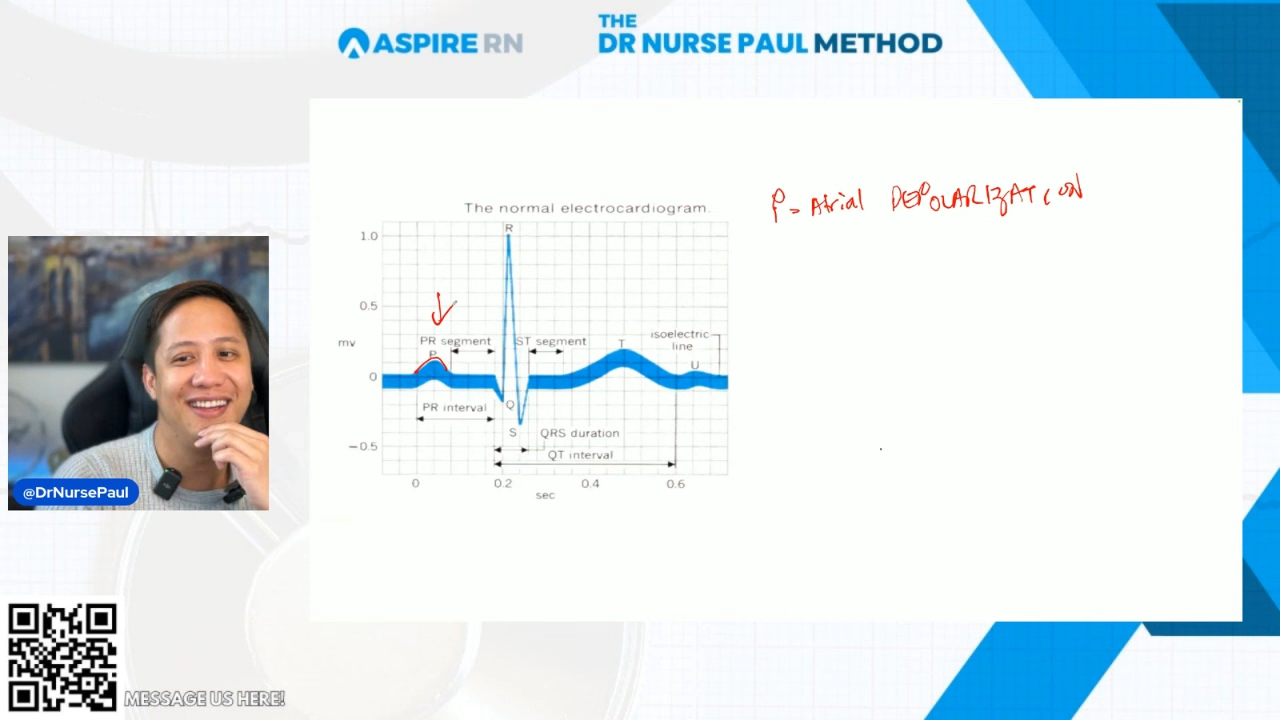 ASPIRE RN
THE
DR NURSE PAUL METHOD
P = Atrial DEPOLARIZATION
The normal electrocardiogram.
R
1.0
0.5
mv
0
-0.5
PR segment
P
ST segment
T
isoelectric
line
U
PR interval
Q
S
QRS duration
QT interval
0
0.2
0.4
0.6
sec
@DrNursePaul
MESSAGE US HERE!